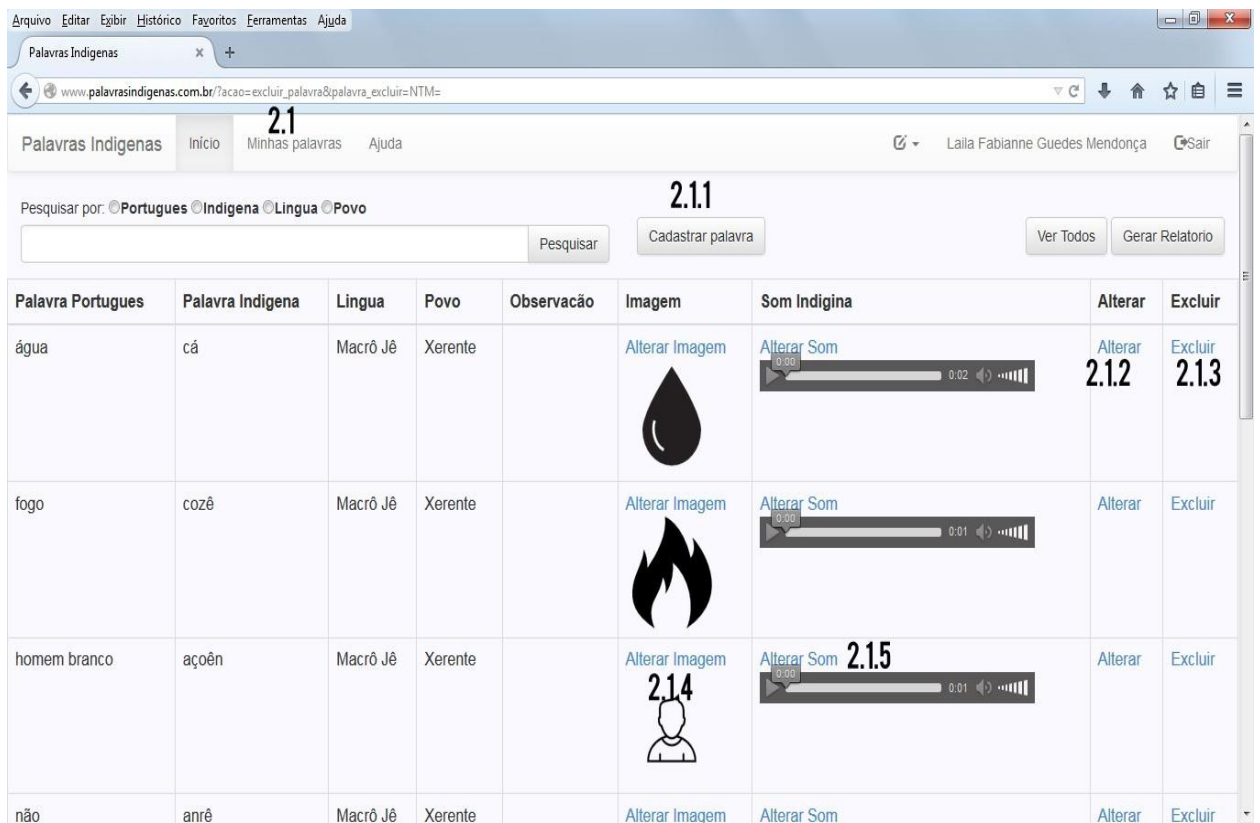 Arquivo Editar Exibir Histórico Favoritos Ferramentas Ajuda
Palavras Indigenas
www.palavrasindigenas.com.br/?acao=excluir_palavra&palavra_excluir=NTM=
2.1
Palavras Indigenas Início Minhas palavras Ajuda Laila Fabianne Guedes Mendonça Sair
2.1.1
Pesquisar por: Portugues Indigena Lingua Povo
Pesquisar Cadastrar palavra Ver Todos Gerar Relatorio
Palavra Portugues Palavra Indigena Lingua Povo Observacão Imagem Som Indigina Alterar Excluir
água cá Macrô Jê Xerente Alterar Imagem Alterar Som Alterar Excluir
0:00
0:02
2.1.2 2.1.3
fogo cozê Macrô Jê Xerente Alterar Imagem Alterar Som Alterar Excluir
0:00
0:01
homem branco açoên Macrô Jê Xerente Alterar Imagem Alterar Som 2.1.5 Alterar Excluir
0:00
2.1.4 0:01
não anrê Macrô Jê Xerente Alterar Imagem Alterar Som Alterar Excluir